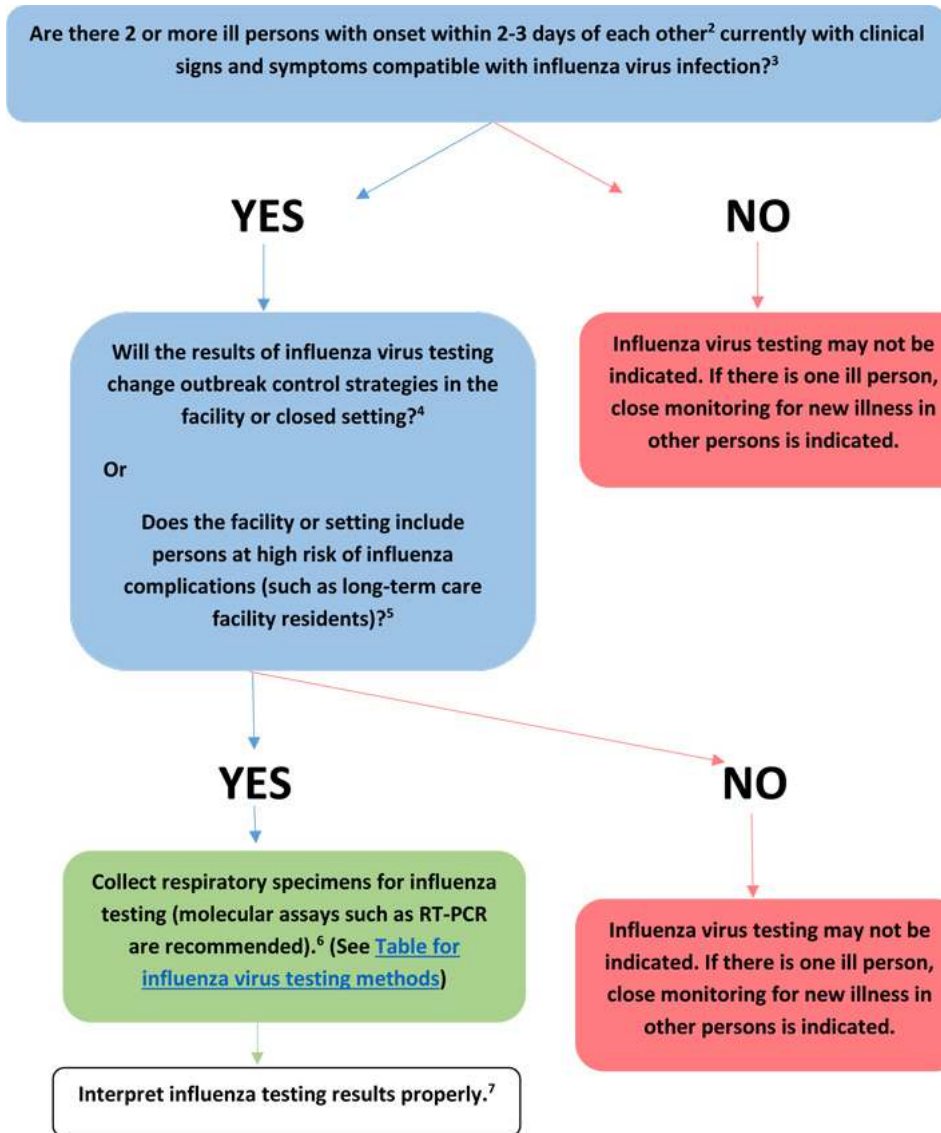 Are there 2 or more ill persons with onset within 2-3 days of each other² currently with clinical
signs and symptoms compatible with influenza virus infection?³
YES
NO
Will the results of influenza virus testing
change outbreak control strategies in the
facility or closed setting?⁴
Or
Does the facility or setting include
persons at high risk of influenza
complications (such as long-term care
facility residents)?⁵
Influenza virus testing may not be
indicated. If there is one ill person,
close monitoring for new illness in
other persons is indicated.
YES
NO
Collect respiratory specimens for influenza
testing (molecular assays such as RT-PCR
are recommended).⁶ (See Table for
influenza virus testing methods)
Influenza virus testing may not be
indicated. If there is one ill person,
close monitoring for new illness in
other persons is indicated.
Interpret influenza testing results properly.⁷